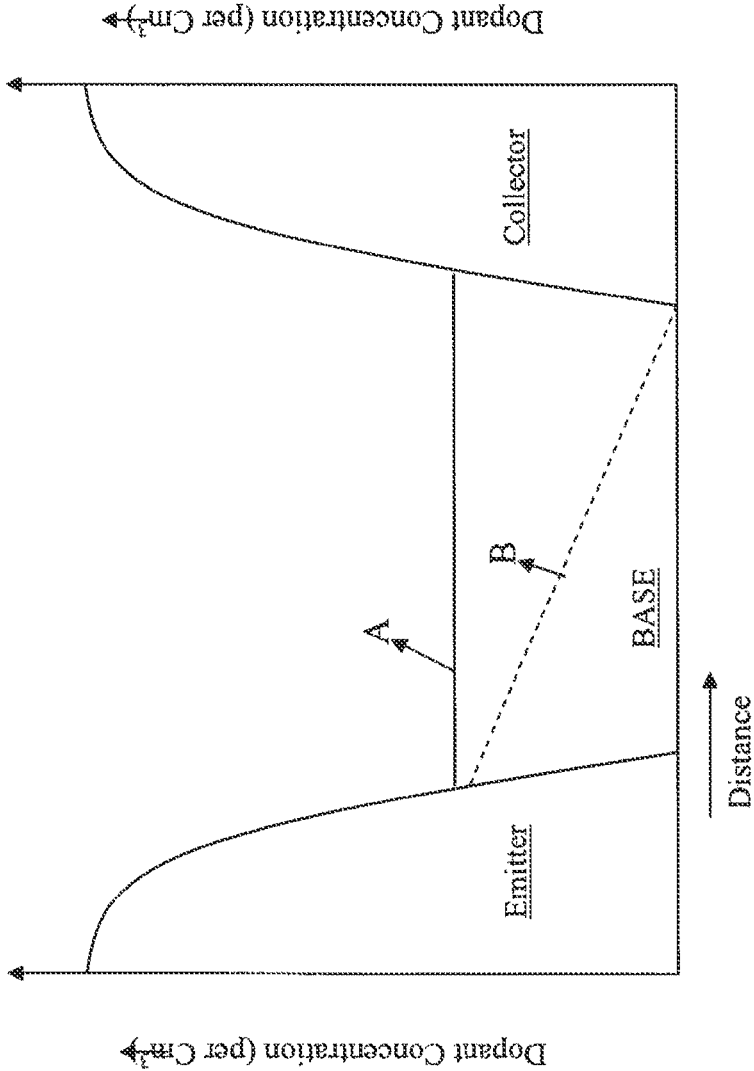 Dopant Concentration (per Cm³)
Dopant Concentration (per Cm³)
Emitter
Collector
A
B
BASE
Distance